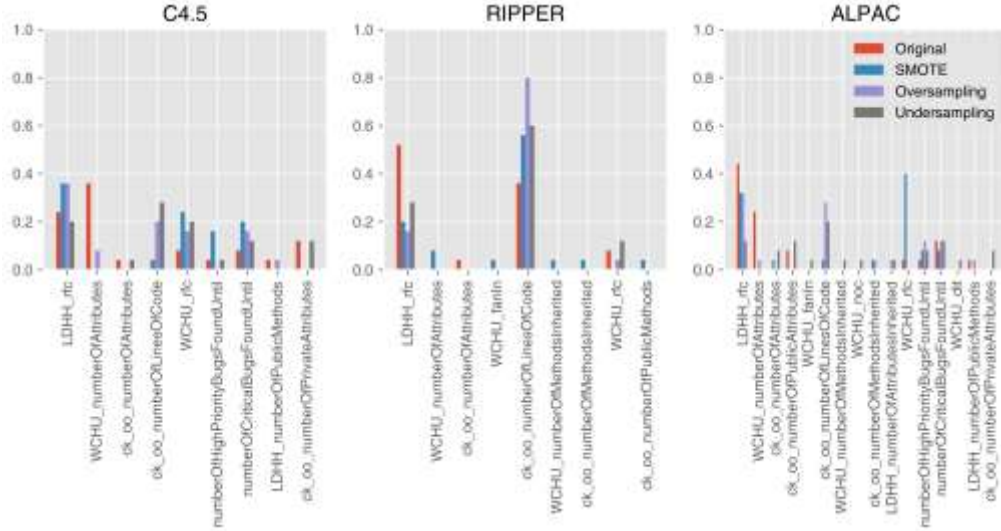 C4.5
RIPPER
ALPAC
1.0
0.8
0.6
0.4
0.2
0.0
LDHH_rfc
WCHU_numberOfAttributes
ck_oo_numberOfAttributes
ck_oo_numberOfLinesOfCode
WCHU_rfc
numberOfHighPriorityBugsFoundUntil
numberOfCriticalBugsFoundUntil
LDHH_numberOfPublicMethods
ck_oo_numberOfPrivateAttributes
1.0
0.8
0.6
0.4
0.2
0.0
LDHH_rfc
WCHU_numberOfAttributes
ck_oo_numberOfAttributes
WCHU_fanIn
ck_oo_numberOfLinesOfCode
WCHU_numberOfMethodsInherited
ck_oo_numberOfMethodsInherited
WCHU_rfc
ck_oo_numberOfPublicMethods
1.0
0.8
0.6
0.4
0.2
0.0
Original
SMOTE
Oversampling
Undersampling
LDHH_rfc
WCHU_numberOfAttributes
ck_oo_numberOfAttributes
ck_oo_numberOfPublicAttributes
WCHU_fanIn
ck_oo_numberOfLinesOfCode
WCHU_numberOfMethodsInherited
WCHU_noc
ck_oo_numberOfMethodsInherited
LDHH_numberOfAttributesInherited
WCHU_rfc
numberOfHighPriorityBugsFoundUntil
numberOfCriticalBugsFoundUntil
WCHU_dit
LDHH_numberOfPublicMethods
ck_oo_numberOfPrivateAttributes